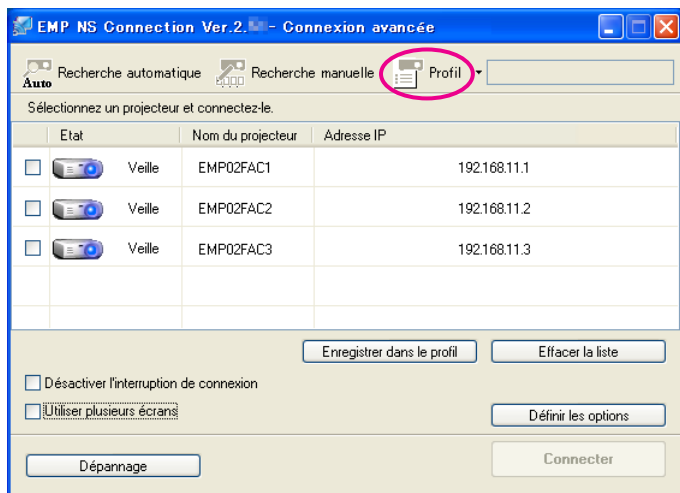 EMP NS Connection Ver.2. - Connexion avancée
Auto Recherche automatique Recherche manuelle Profil
Sélectionnez un projecteur et connectez-le.
Etat Nom du projecteur Adresse IP
Veille EMP02FAC1 192.168.11.1
Veille EMP02FAC2 192.168.11.2
Veille EMP02FAC3 192.168.11.3
Enregistrer dans le profil Effacer la liste
Désactiver l'interruption de connexion
Utiliser plusieurs écrans Définir les options
Dépannage Connecter